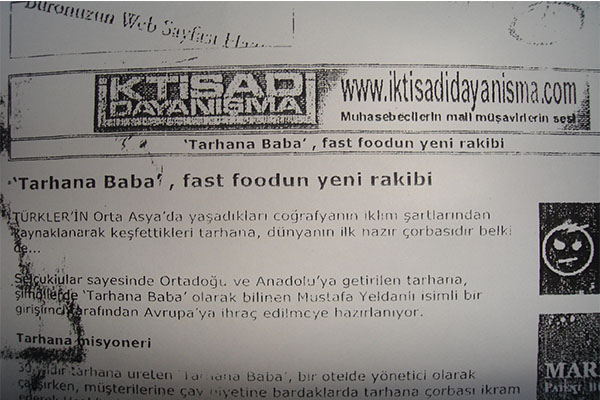 Büronuzun Web Sayfası
İKTİSADİ
DAYANIŞMA
www.iktisadidayanisma.com
Muhasebecilerin mali müşavirlerin sesi
'Tarhana Baba' , fast foodun yeni rakibi
'Tarhana Baba' , fast foodun yeni rakibi
TÜRKLER'İN Orta Asya'da yaşadıkları coğrafyanın iklim şartlarından
kaynaklanarak keşfettikleri tarhana, dünyanın ilk hazır çorbasıdır belki
de...
Selçuklular sayesinde Ortadoğu ve Anadolu'ya getirilen tarhana,
şimdilerde 'Tarhana Baba' olarak bilinen Mustafa Yeldanlı isimli bir
girişimci tarafından Avrupa'ya ihraç edilmeye hazırlanıyor.
Tarhana misyoneri
30 yıldır tarhana üreten 'Tarhana Baba', bir otelde yönetici olarak
çalışırken, müşterilerine çay niyetine bardaklarda tarhana çorbası ikram
MAR